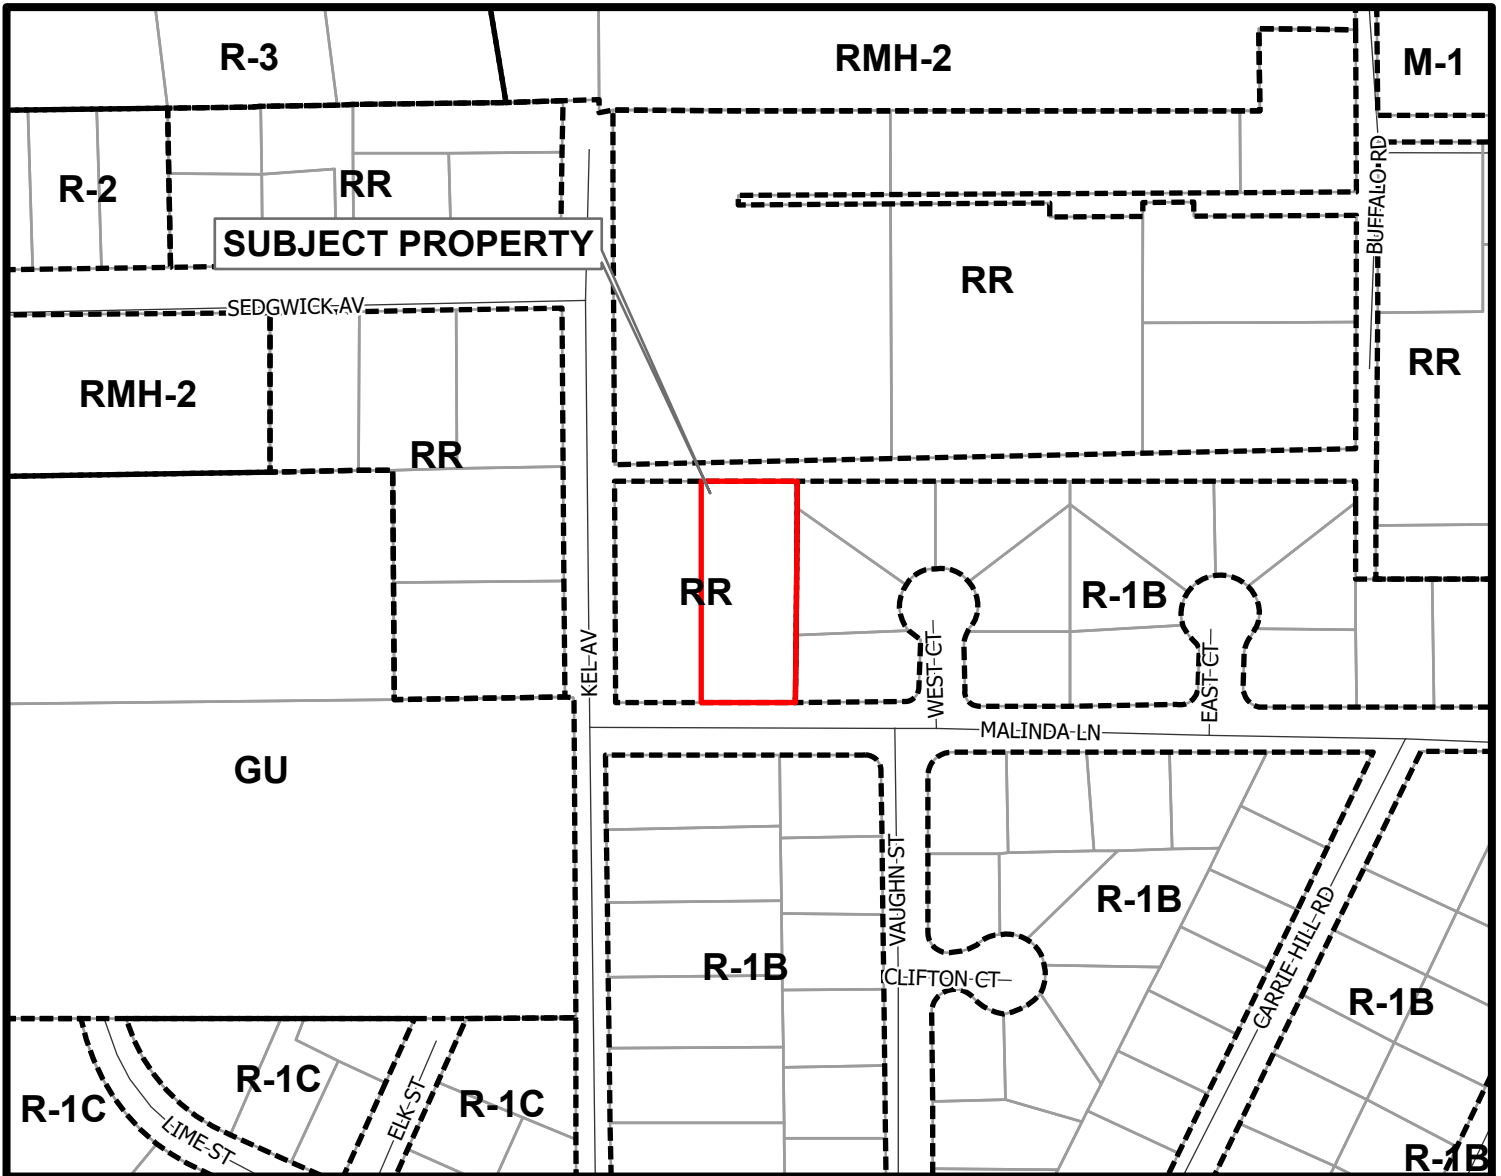 R-3
RMH-2
M-1
R-2
RR
BUFFALO RD
SUBJECT PROPERTY
RR
SEDGWICK AV
RR
RMH-2
RR
RR
R-1B
KEL AV
WEST CT
EAST CT
MALINDA LN
GU
VAUGHN ST
R-1B
CARRIE HILL RD
R-1B
CLIFTON CT
R-1B
R-1C
R-1C
R-1C
LIME ST
ELK ST
R-1B